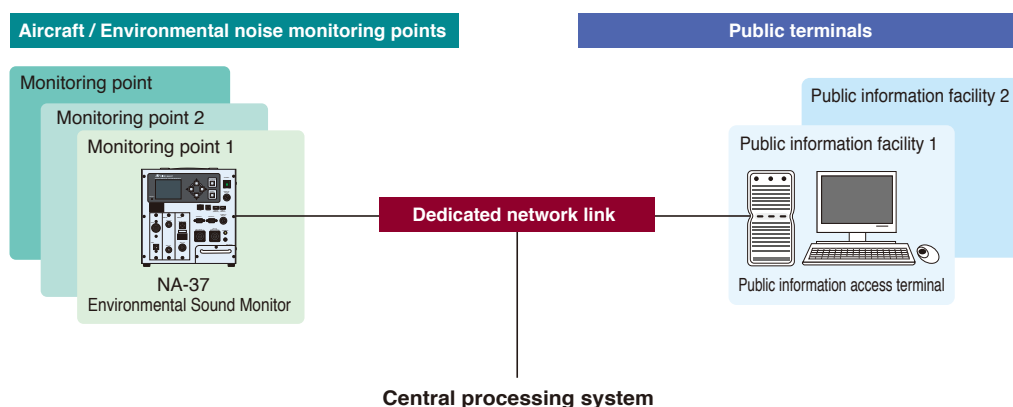 Aircraft / Environmental noise monitoring points
Public terminals
Monitoring point
Monitoring point 2
Monitoring point 1
NA-37
Environmental Sound Monitor
Dedicated network link
Public information facility 2
Public information facility 1
Public information access terminal
Central processing system